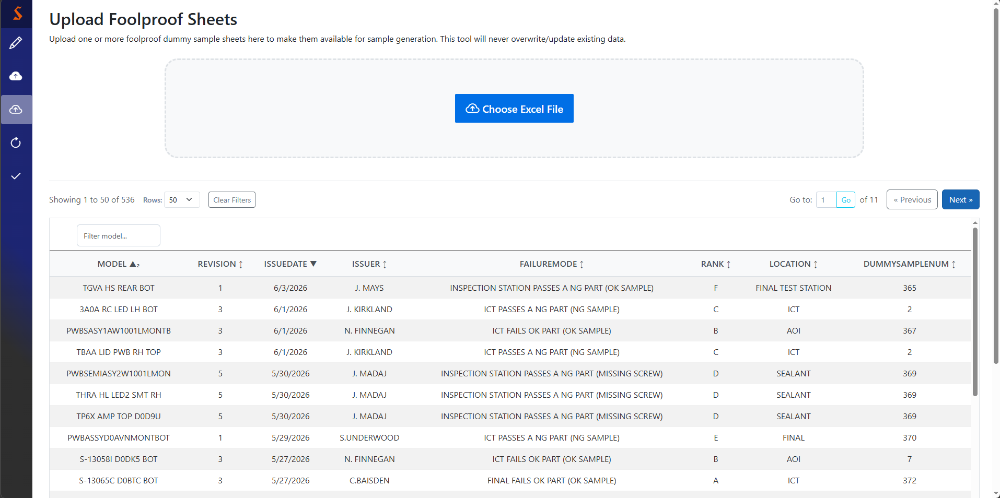 Upload Foolproof Sheets
Upload one or more foolproof dummy sample sheets here to make them available for sample generation. This tool will never overwrite/update existing data.
Choose Excel File
Showing 1 to 50 of 536 Rows: 50 Clear Filters Go to: 1 Go of 11 « Previous Next »
Filter model...
MODEL ▲₂ REVISION ↕ ISSUEDATE ▼ ISSUER ↕ FAILUREMODE ↕ RANK ↕ LOCATION ↕ DUMMYSAMPLENUM ↕
TGVA HS REAR BOT 1 6/3/2026 J. MAYS INSPECTION STATION PASSES A NG PART (OK SAMPLE) F FINAL TEST STATION 365
3A0A RC LED LH BOT 3 6/1/2026 J. KIRKLAND ICT PASSES A NG PART (NG SAMPLE) C ICT 2
PWBSASY1AW1001LMONTB 3 6/1/2026 N. FINNEGAN ICT FAILS OK PART (OK SAMPLE) B AOI 367
TBAA LID PWB RH TOP 3 6/1/2026 J. KIRKLAND ICT PASSES A NG PART (NG SAMPLE) C ICT 2
PWBSEMIASY2W1001LMON 5 5/30/2026 J. MADAJ INSPECTION STATION PASSES A NG PART (MISSING SCREW) D SEALANT 369
THRA HL LED2 SMT RH 5 5/30/2026 J. MADAJ INSPECTION STATION PASSES A NG PART (MISSING SCREW) D SEALANT 369
TP6X AMP TOP D0D9U 5 5/30/2026 J. MADAJ INSPECTION STATION PASSES A NG PART (MISSING SCREW) D SEALANT 369
PWBASSYD0AVNMONTBOT 1 5/29/2026 S.UNDERWOOD ICT PASSES A NG PART (NG SAMPLE) E FINAL 370
S-13058I D0DK5 BOT 3 5/27/2026 N. FINNEGAN ICT FAILS OK PART (OK SAMPLE) B AOI 7
S-13065C D0BTC BOT 3 5/27/2026 C.BAISDEN FINAL FAILS OK PART (OK SAMPLE) A ICT 372